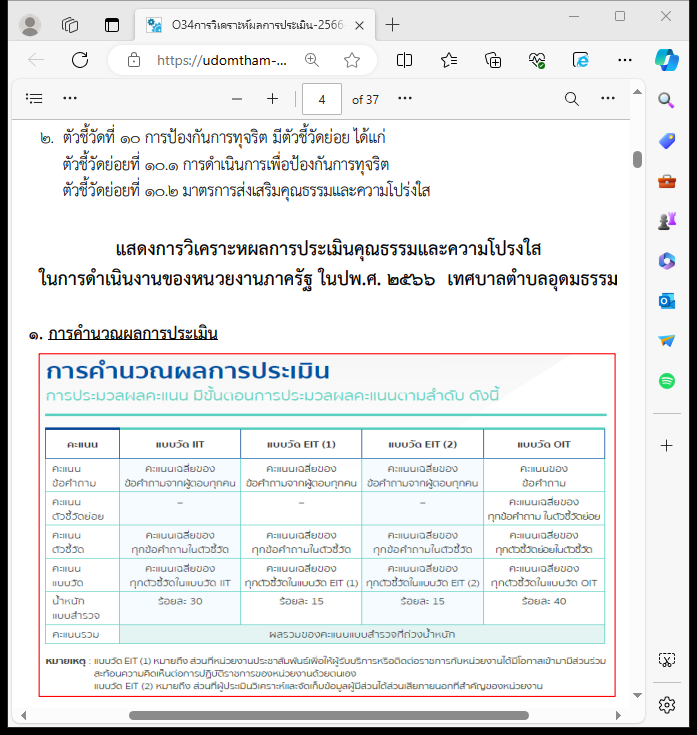 O34การวิเคราะห์ผลการประเมิน-2566
https://udomtham-...
4 of 37
๒. ตัวชี้วัดที่ ๑๐ การป้องกันการทุจริต มีตัวชี้วัดย่อย ได้แก่
ตัวชี้วัดย่อยที่ ๑๐.๑ การดำเนินการเพื่อป้องกันการทุจริต
ตัวชี้วัดย่อยที่ ๑๐.๒ มาตรการส่งเสริมคุณธรรมและความโปร่งใส
แสดงการวิเคราะหผลการประเมินคุณธรรมและความโปรงใส
ในการดำเนินงานของหนวยงานภาครัฐ ในปพ.ศ. ๒๕๖๖ เทศบาลตำบลอุดมธรรม
๑. การคำนวณผลการประเมิน
การคำนวณผลการประเมิน
การประมวลผลคะแนน มีขั้นตอนการประมวลผลคะแนนตามลำดับ ดังนี้
คะแนน แบบวัด IIT แบบวัด EIT (1) แบบวัด EIT (2) แบบวัด OIT
คะแนน คะแนนเฉลี่ยของ คะแนนเฉลี่ยของ คะแนนเฉลี่ยของ คะแนนของ
ข้อคำถาม ข้อคำถามจากผู้ตอบทุกคน ข้อคำถามจากผู้ตอบทุกคน ข้อคำถามจากผู้ตอบทุกคน ข้อคำถาม
คะแนน – – – คะแนนเฉลี่ยของ
ตัวชี้วัดย่อย ทุกข้อคำถาม ในตัวชี้วัดย่อย
คะแนน คะแนนเฉลี่ยของ คะแนนเฉลี่ยของ คะแนนเฉลี่ยของ คะแนนเฉลี่ยของ
ตัวชี้วัด ทุกข้อคำถามในตัวชี้วัด ทุกข้อคำถามในตัวชี้วัด ทุกข้อคำถามในตัวชี้วัด ทุกตัวชี้วัดย่อยในตัวชี้วัด
คะแนน คะแนนเฉลี่ยของ คะแนนเฉลี่ยของ คะแนนเฉลี่ยของ คะแนนเฉลี่ยของ
แบบวัด ทุกตัวชี้วัดในแบบวัด IIT ทุกตัวชี้วัดในแบบวัด EIT (1) ทุกตัวชี้วัดในแบบวัด EIT (2) ทุกตัวชี้วัดในแบบวัด OIT
น้ำหนัก ร้อยละ 30 ร้อยละ 15 ร้อยละ 15 ร้อยละ 40
แบบสำรวจ
คะแนนรวม ผลรวมของคะแนนแบบสำรวจที่ถ่วงน้ำหนัก
หมายเหตุ : แบบวัด EIT (1) หมายถึง ส่วนที่หน่วยงานประชาสัมพันธ์เพื่อให้ผู้รับบริการหรือติดต่อราชการกับหน่วยงานได้มีโอกาสเข้ามามีส่วนร่วม
สะท้อนความคิดเห็นต่อการปฏิบัติราชการของหน่วยงานด้วยตนเอง
แบบวัด EIT (2) หมายถึง ส่วนที่ผู้ประเมินวิเคราะห์และจัดเก็บข้อมูลผู้มีส่วนได้ส่วนเสียภายนอกที่สำคัญของหน่วยงาน